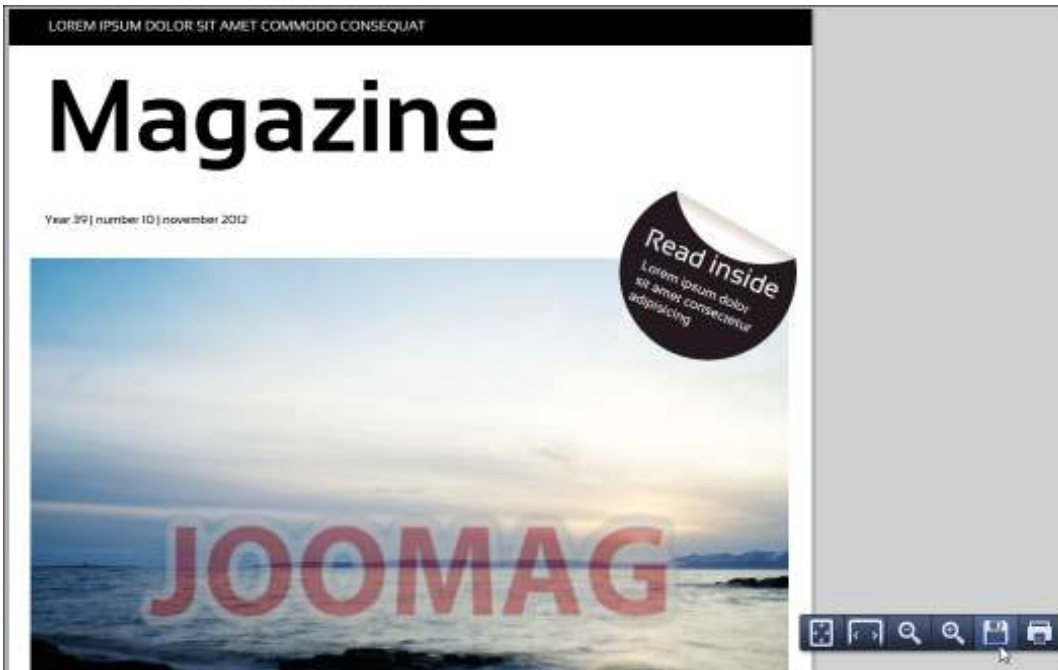 LOREM IPSUM DOLOR SIT AMET COMMODO CONSEQUAT
Magazine
Year 39 | number 10 | november 2012
Read inside
Lorem ipsum dolor
sit amet consectetur
adipisicing
JOOMAG